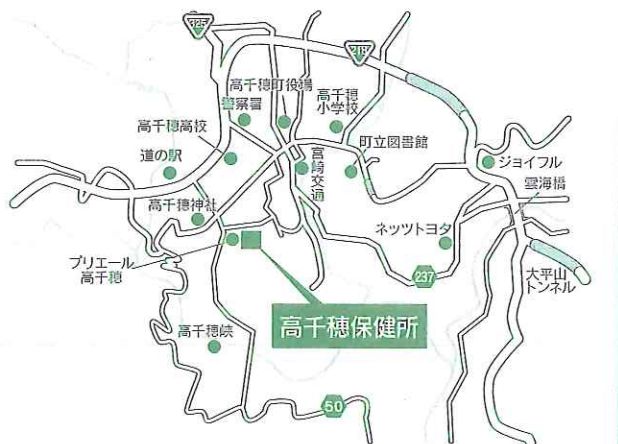 325
218
高千穂町役場
警察署
高千穂
小学校
高千穂高校
道の駅
宮崎交通
町立図書館
ジョイフル
雲海橋
高千穂神社
ネッツトヨタ
プリエール
高千穂
237
大平山
トンネル
高千穂保健所
高千穂峡
50